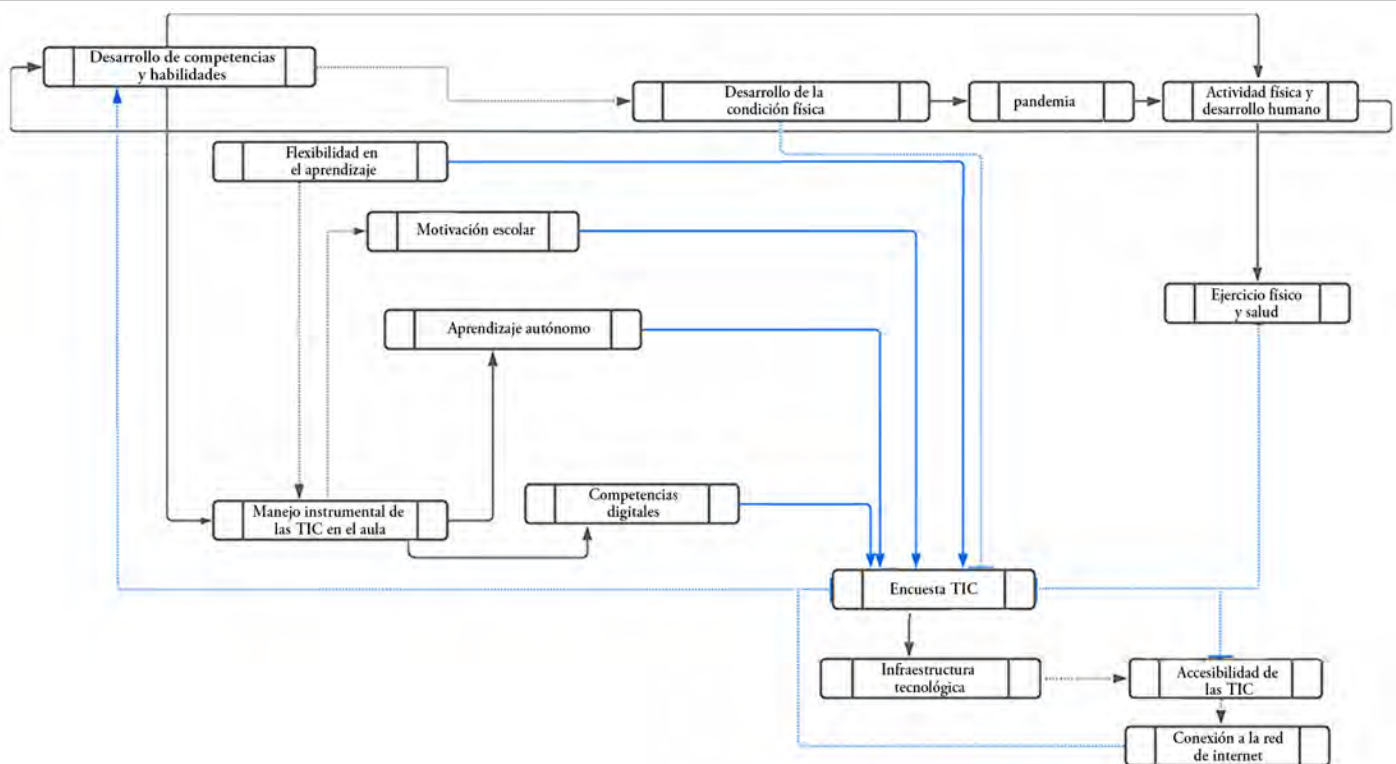 Desarrollo de competencias
y habilidades
Desarrollo de la
condición física
pandemia
Actividad física y
desarrollo humano
Flexibilidad en
el aprendizaje
Motivación escolar
Ejercicio físico
y salud
Aprendizaje autónomo
Manejo instrumental de
las TIC en el aula
Competencias
digitales
Encuesta TIC
Infraestructura
tecnológica
Accesibilidad de
las TIC
Conexión a la red
de internet